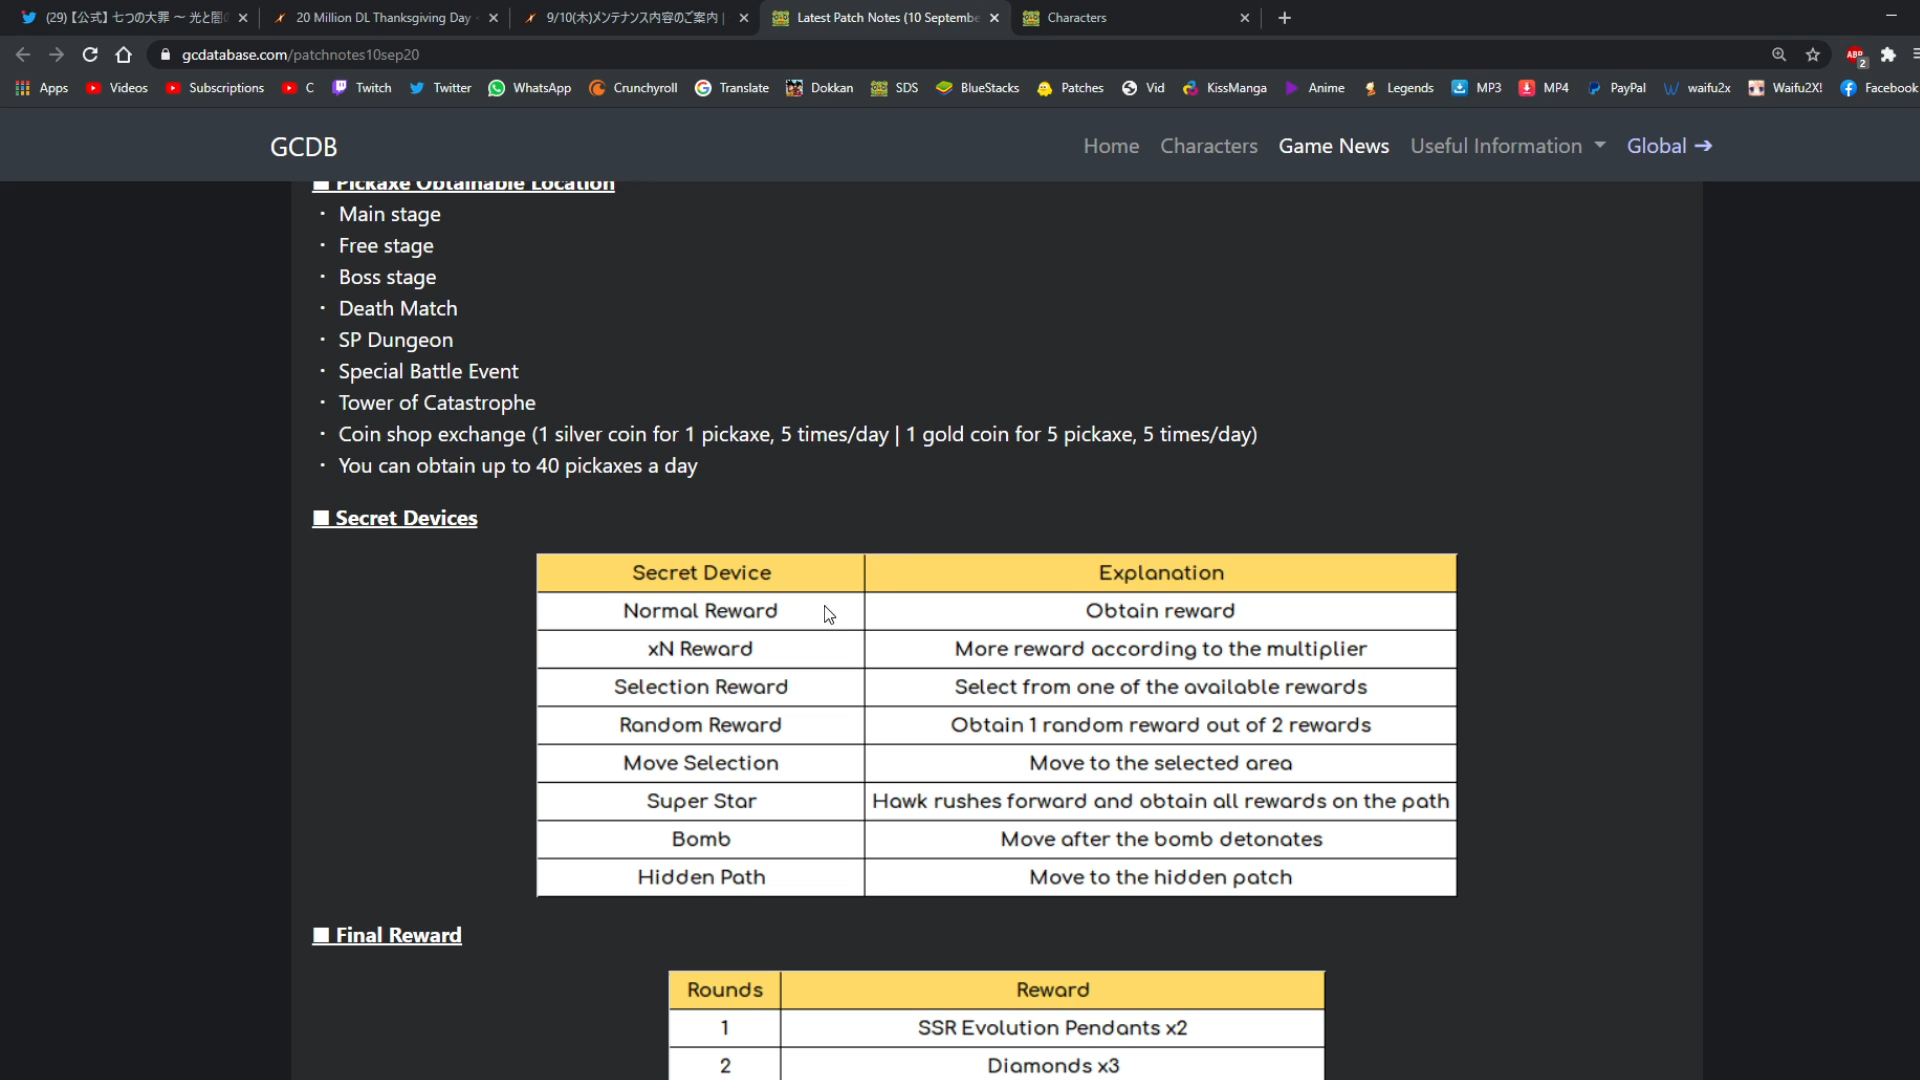 (29)【公式】七つの大罪 ～ 光と闇の
20 Million DL Thanksgiving Day
9/10(木)メンテナンス内容のご案内 |
Latest Patch Notes (10 Septembe
Characters
gcdatabase.com/patchnotes10sep20
ABP
2
Apps
Videos
Subscriptions
C
Twitch
Twitter
WhatsApp
Crunchyroll
Translate
Dokkan
SDS
BlueStacks
Patches
Vid
KissManga
Anime
Legends
MP3
MP4
PayPal
waifu2x
Waifu2X!
Facebook
GCDB
Home
Characters
Game News
Useful Information
Global ➔
■ Pickaxe Obtainable Location
・ Main stage
・ Free stage
・ Boss stage
・ Death Match
・ SP Dungeon
・ Special Battle Event
・ Tower of Catastrophe
・ Coin shop exchange (1 silver coin for 1 pickaxe, 5 times/day | 1 gold coin for 5 pickaxe, 5 times/day)
・ You can obtain up to 40 pickaxes a day
■ Secret Devices
Secret Device Explanation
Normal Reward Obtain reward
xN Reward More reward according to the multiplier
Selection Reward Select from one of the available rewards
Random Reward Obtain 1 random reward out of 2 rewards
Move Selection Move to the selected area
Super Star Hawk rushes forward and obtain all rewards on the path
Bomb Move after the bomb detonates
Hidden Path Move to the hidden patch
■ Final Reward
Rounds Reward
1 SSR Evolution Pendants x2
2 Diamonds x3